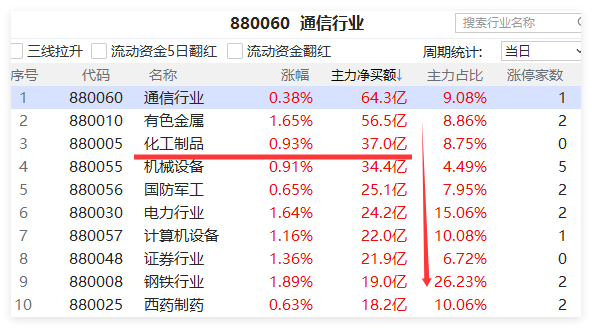 880060 通信行业
搜索行业名称
三线拉升 流动资金5日翻红 流动资金翻红 周期统计: 当日
序号 代码 名称 涨幅 主力净买额↓ 主力占比 涨停家数
1 880060 通信行业 0.38% 64.3亿 9.08% 1
2 880010 有色金属 1.65% 56.5亿 8.86% 2
3 880005 化工制品 0.93% 37.0亿 8.75% 0
4 880055 机械设备 0.91% 34.4亿 4.49% 5
5 880056 国防军工 0.65% 25.1亿 7.95% 2
6 880030 电力行业 1.64% 24.2亿 15.06% 2
7 880057 计算机设备 1.16% 22.0亿 10.08% 1
8 880048 证券行业 1.36% 21.9亿 6.72% 0
9 880008 钢铁行业 1.89% 19.0亿 26.23% 2
10 880025 西药制药 0.63% 18.2亿 10.06% 2